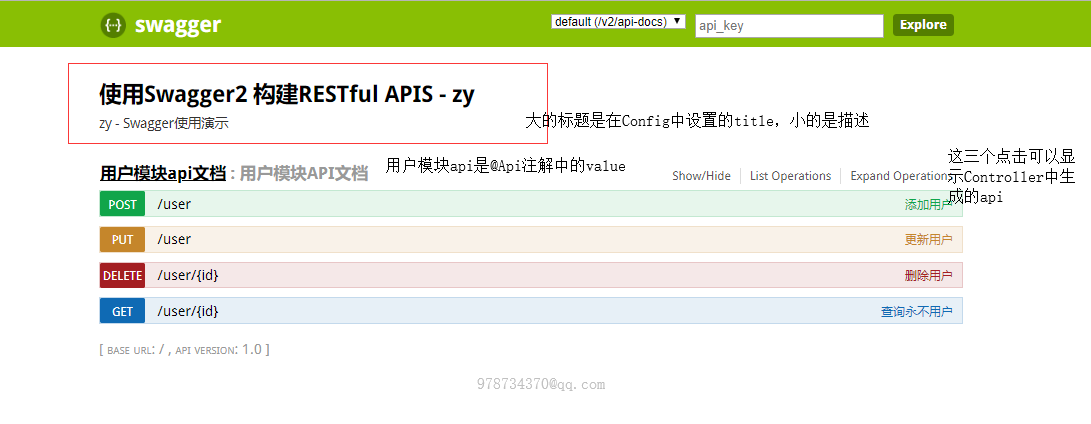 swagger
default (/v2/api-docs)
api_key
Explore
使用Swagger2 构建RESTful APIS - zy
zy - Swagger使用演示
大的标题是在Config中设置的title，小的是描述
用户模块api文档 : 用户模块API文档
用户模块api是@Api注解中的value
Show/Hide
List Operations
Expand Operation
这三个点击可以显
示Controller中生
成的api
POST /user 添加用户
PUT /user 更新用户
DELETE /user/{id} 删除用户
GET /user/{id} 查询永不用户
[ BASE URL: / , API VERSION: 1.0 ]
978734370@qq.com